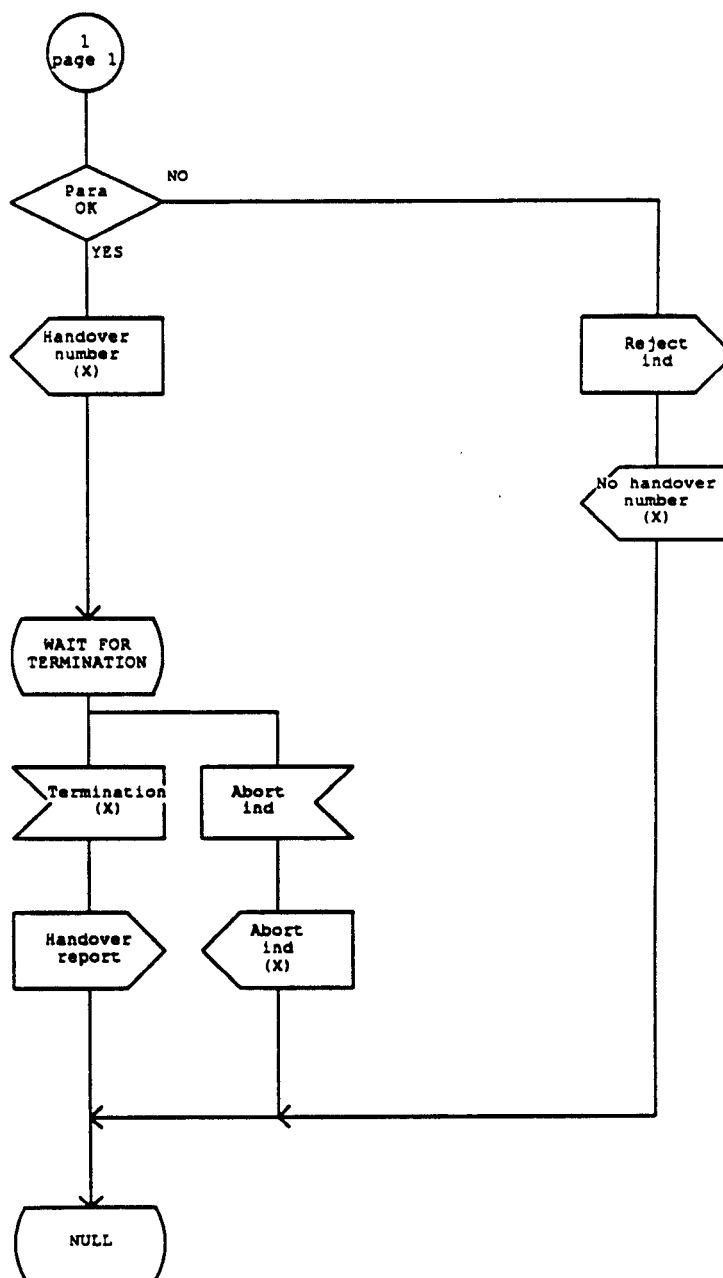 1
page 1
Para
OK
NO
YES
Handover
number
(X)
Reject
ind
No handover
number
(X)
WAIT FOR
TERMINATION
Termination
(X)
Abort
ind
Handover
report
Abort
ind
(X)
NULL